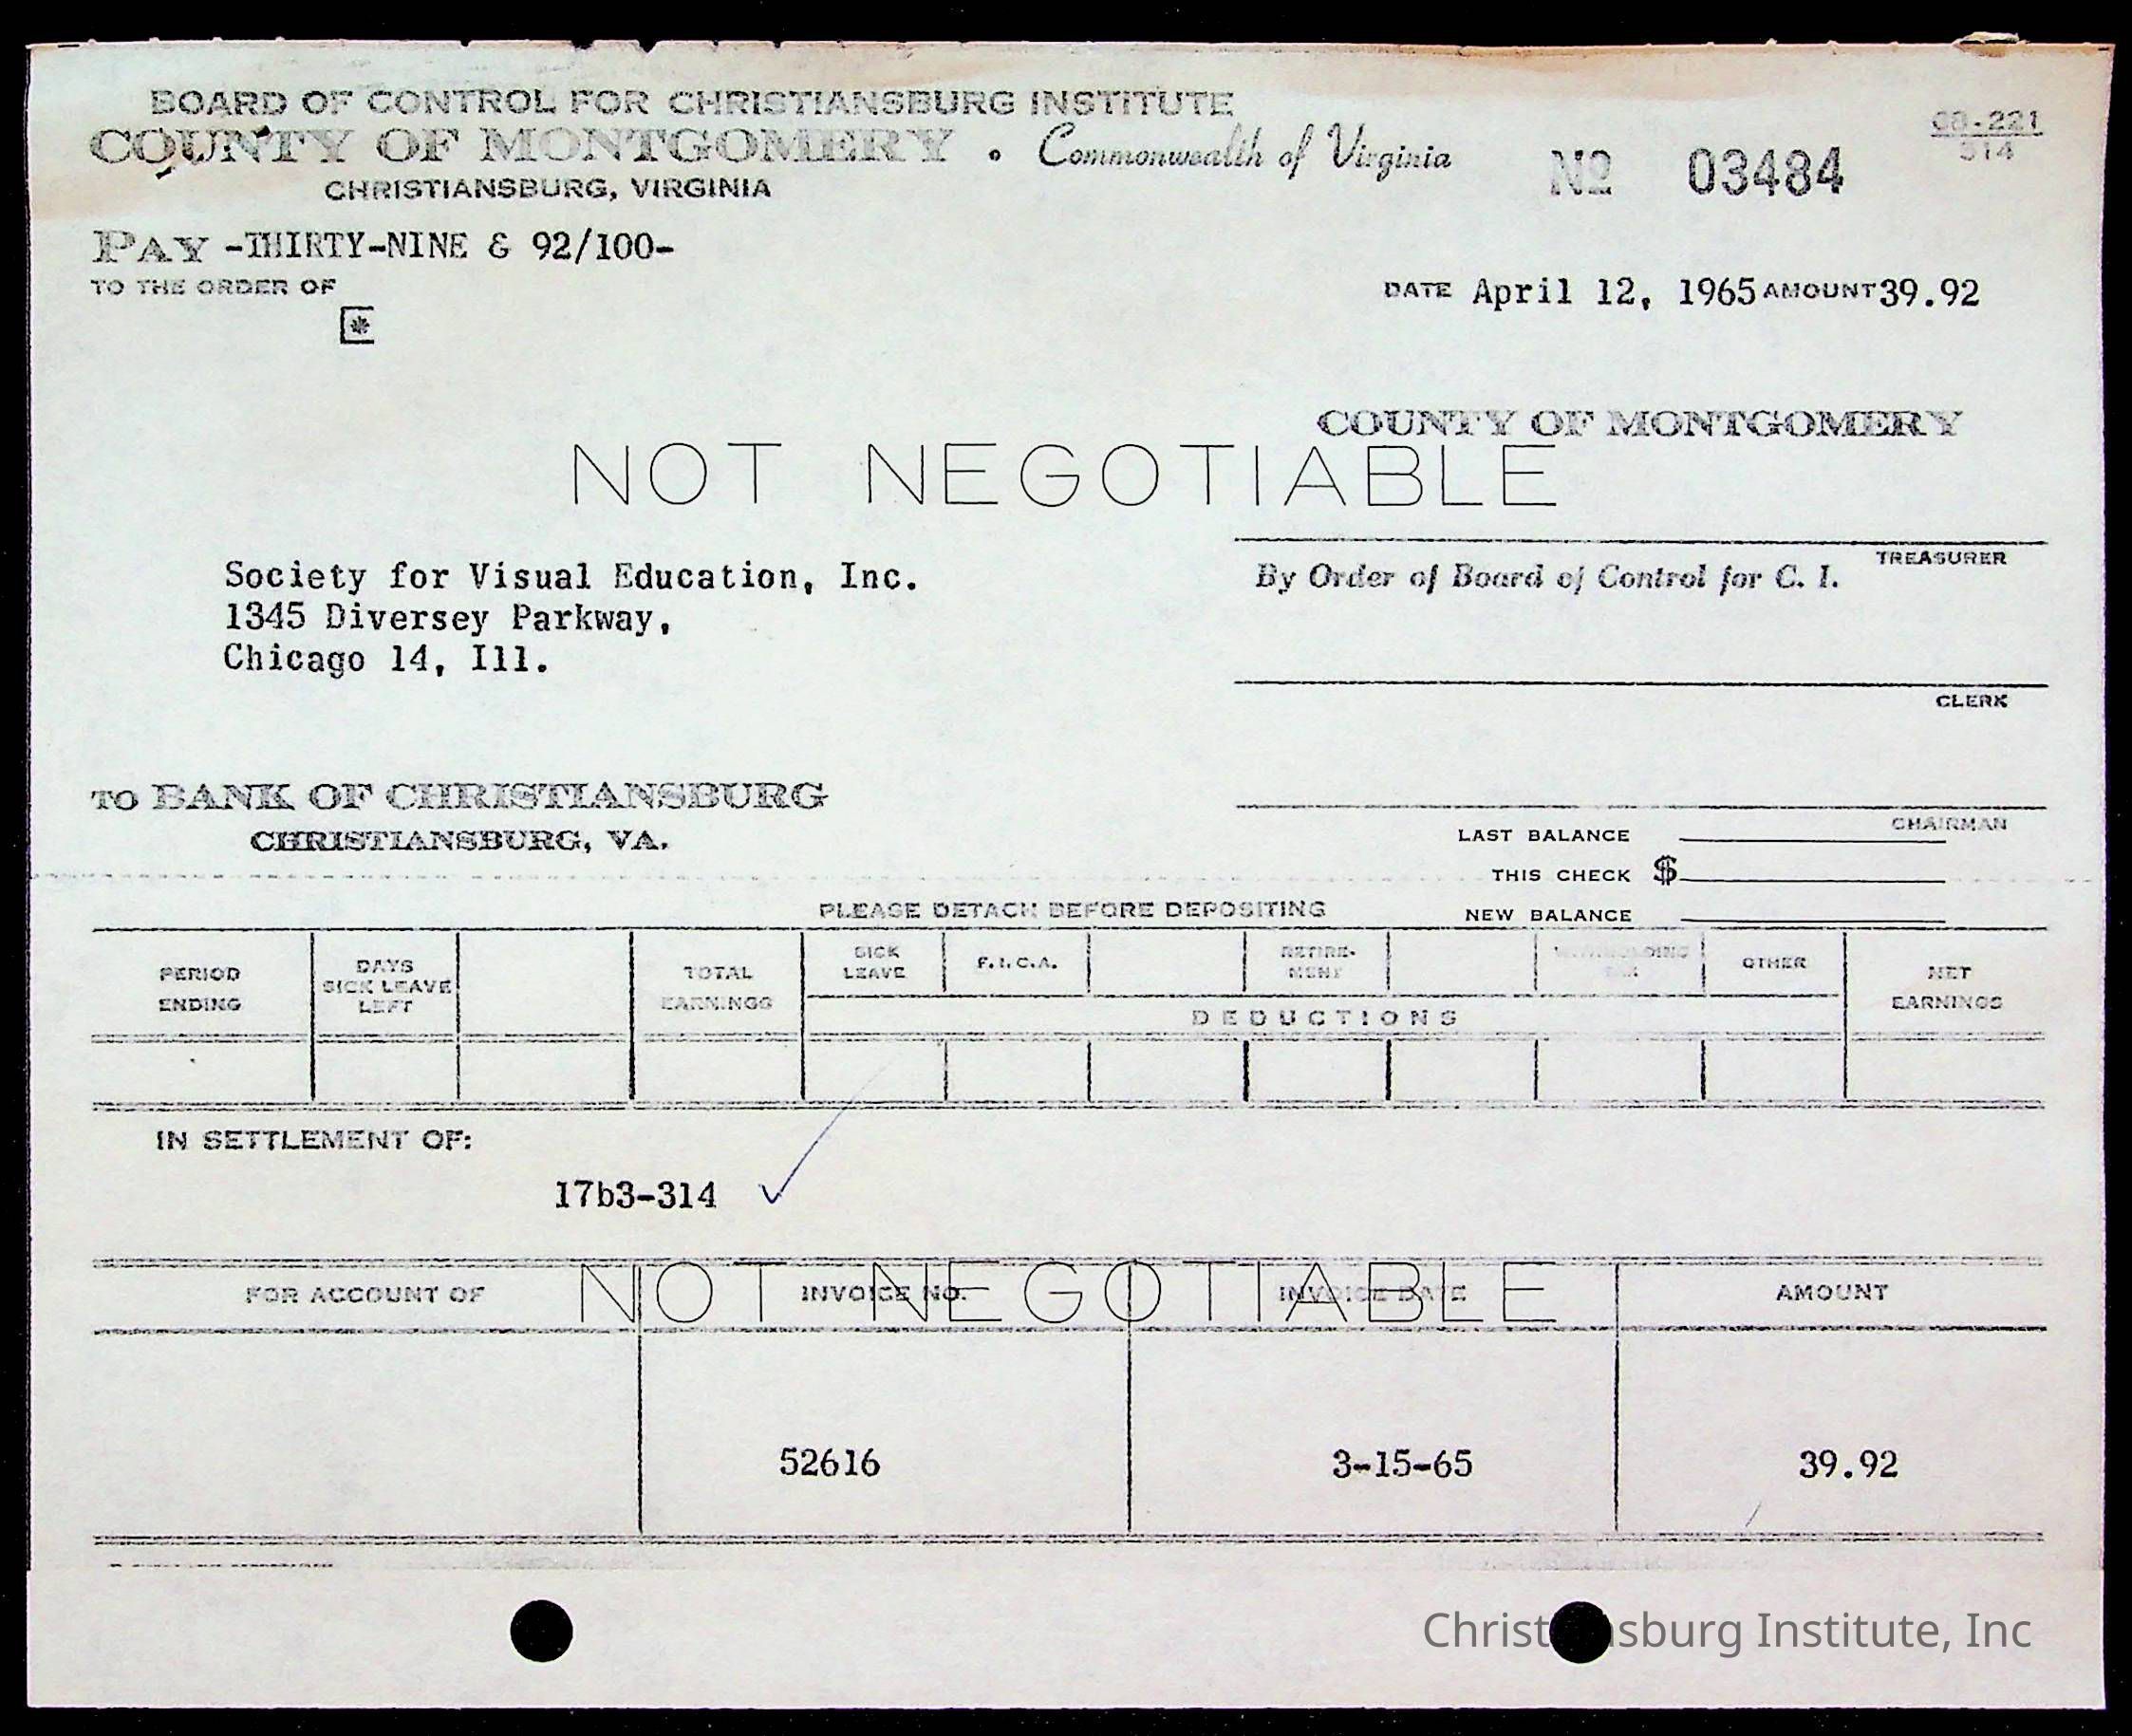 BOARD OF CONTROL FOR CHRISTIANSBURG INSTITUTE
COUNTY OF MONTGOMERY • Commonwealth of Virginia
CHRISTIANSBURG, VIRGINIA
No 03484
-221
514
PAY -THIRTY-NINE & 92/100-
TO THE ORDER OF
DATE April 12, 1965 AMOUNT 39.92
COUNTY OF MONTGOMERY
NOT NEGOTIABLE
TREASURER
By Order of Board of Control for C. I.
Society for Visual Education, Inc.
1345 Diversey Parkway,
Chicago 14, Ill.
CLERK
TO BANK OF CHRISTIANSBURG
CHRISTIANSBURG, VA.
CHAIRMAN
LAST BALANCE
THIS CHECK $
NEW BALANCE
PLEASE DETACH BEFORE DEPOSITING
PERIOD ENDING
DAYS SICK LEAVE LEFT
TOTAL EARNINGS
SICK LEAVE
F.I.C.A.
RETIRE-MENT
WITHHOLDING
OTHER
NET EARNINGS
DEDUCTIONS
IN SETTLEMENT OF:
17b3-314
NOT NEGOTIABLE
FOR ACCOUNT OF INVOICE NO. INVOICE DATE AMOUNT
52616 3-15-65 39.92
Christiansburg Institute, Inc